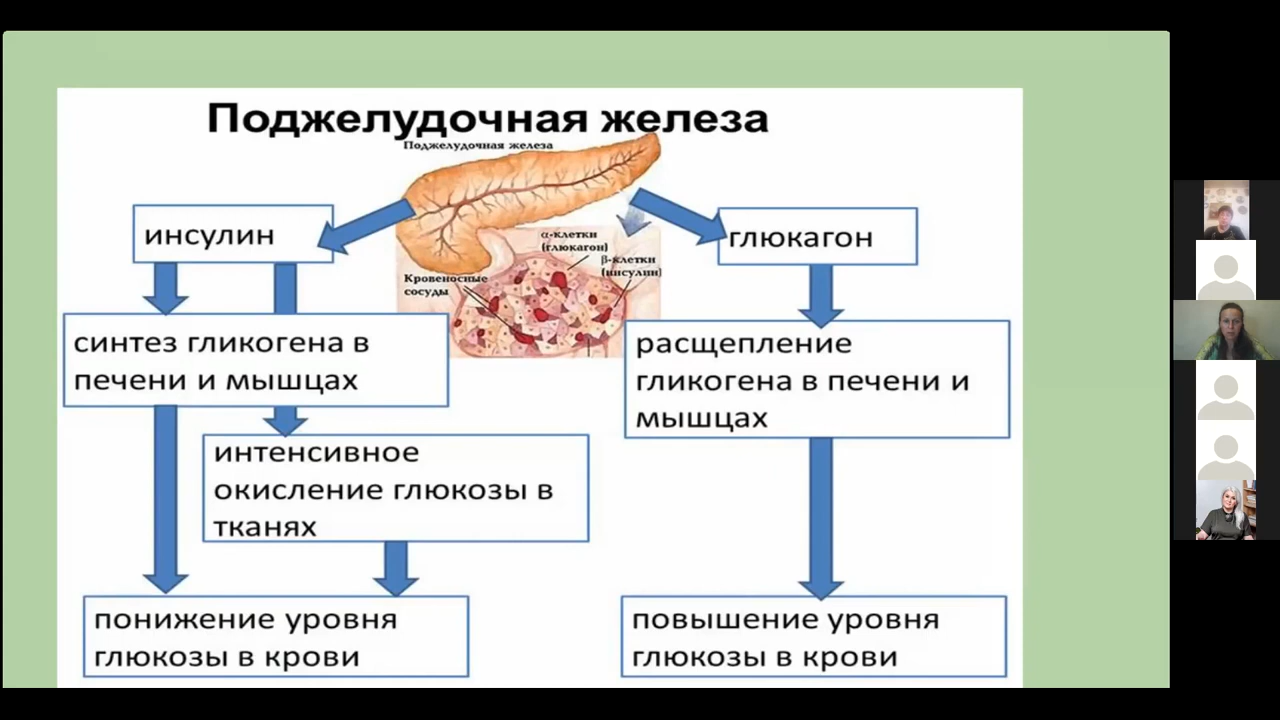 Поджелудочная железа
Поджелудочная железа
инсулин
α-клетки
(глюкагон)
β-клетки
(инсулин)
Кровеносные
сосуды
глюкагон
синтез гликогена в
печени и мышцах
расщепление
гликогена в печени и
мышцах
интенсивное
окисление глюкозы в
тканях
понижение уровня
глюкозы в крови
повышение уровня
глюкозы в крови